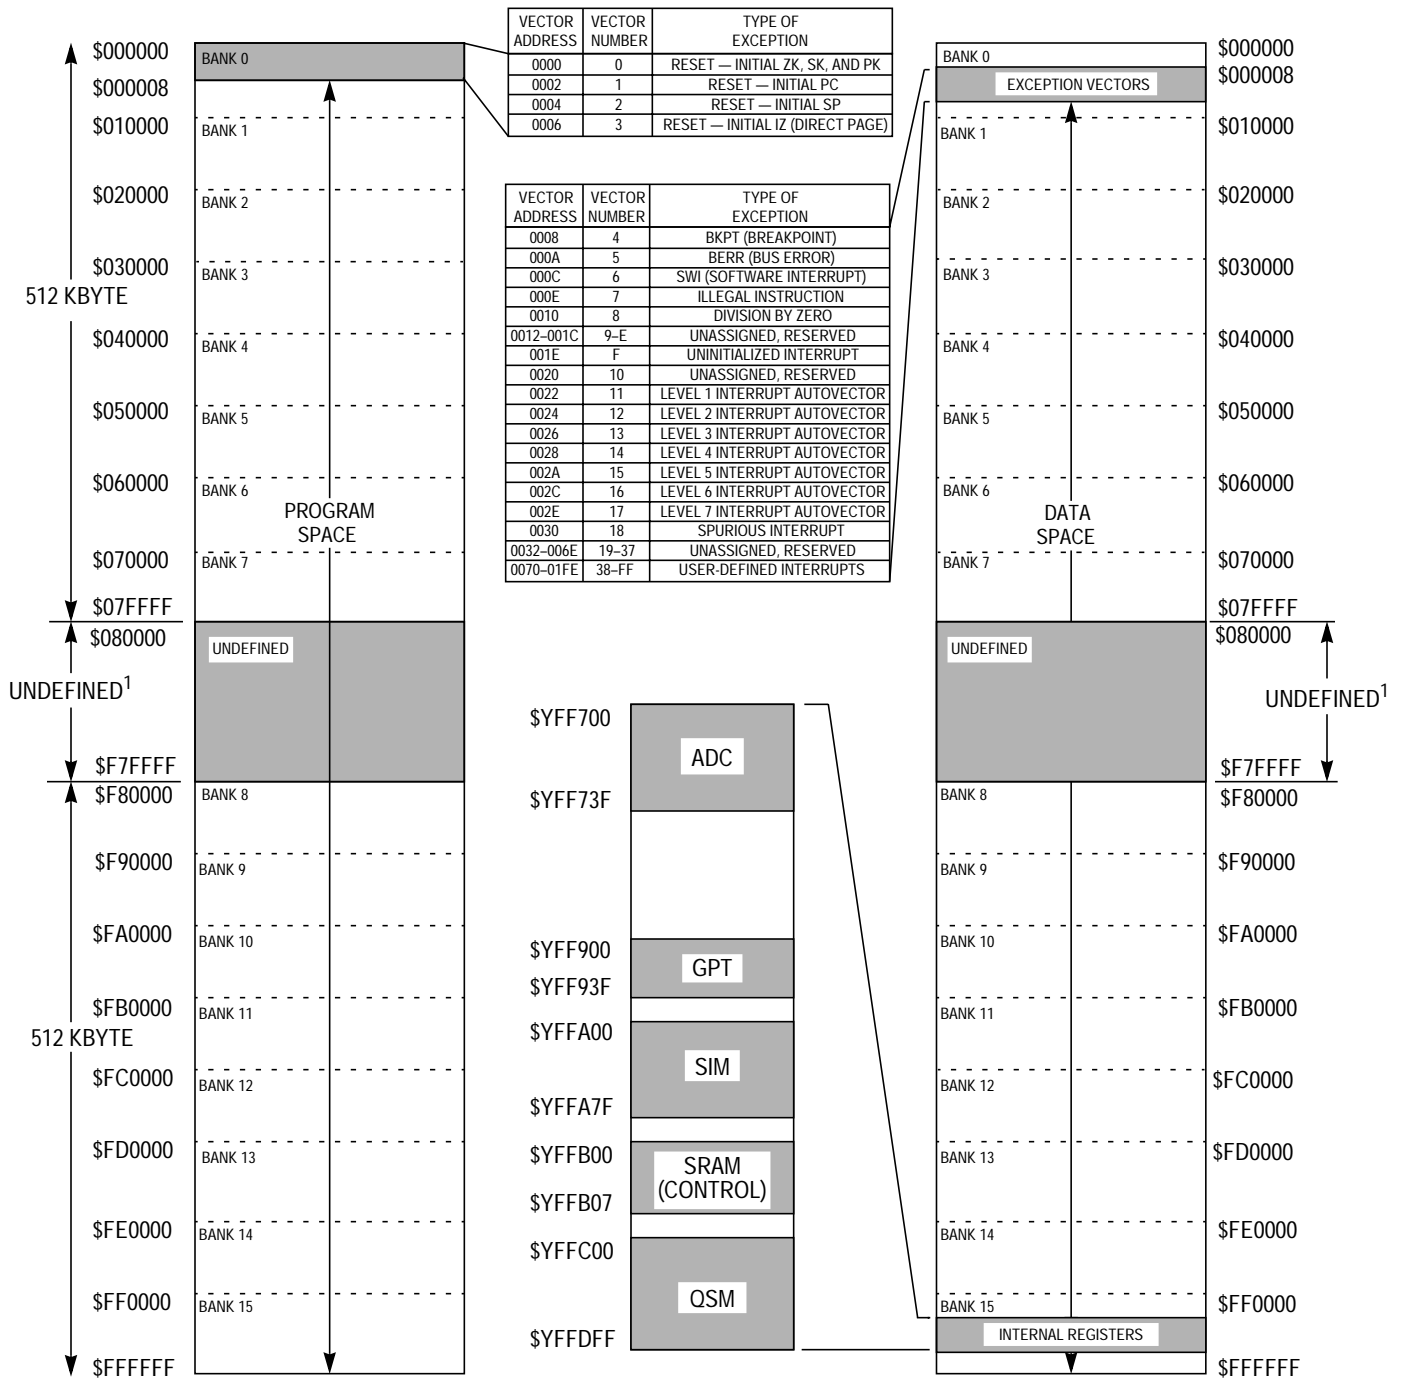 VECTOR ADDRESS VECTOR NUMBER TYPE OF EXCEPTION
0000 0 RESET — INITIAL ZK, SK, AND PK
0002 1 RESET — INITIAL PC
0004 2 RESET — INITIAL SP
0006 3 RESET — INITIAL IZ (DIRECT PAGE)
VECTOR ADDRESS VECTOR NUMBER TYPE OF EXCEPTION
0008 4 BKPT (BREAKPOINT)
000A 5 BERR (BUS ERROR)
000C 6 SWI (SOFTWARE INTERRUPT)
000E 7 ILLEGAL INSTRUCTION
0010 8 DIVISION BY ZERO
0012–001C 9–E UNASSIGNED, RESERVED
001E F UNINITIALIZED INTERRUPT
0020 10 UNASSIGNED, RESERVED
0022 11 LEVEL 1 INTERRUPT AUTOVECTOR
0024 12 LEVEL 2 INTERRUPT AUTOVECTOR
0026 13 LEVEL 3 INTERRUPT AUTOVECTOR
0028 14 LEVEL 4 INTERRUPT AUTOVECTOR
002A 15 LEVEL 5 INTERRUPT AUTOVECTOR
002C 16 LEVEL 6 INTERRUPT AUTOVECTOR
002E 17 LEVEL 7 INTERRUPT AUTOVECTOR
0030 18 SPURIOUS INTERRUPT
0032–006E 19–37 UNASSIGNED, RESERVED
0070–01FE 38–FF USER-DEFINED INTERRUPTS
$000000 BANK 0
$000008
$010000 BANK 1
$020000 BANK 2
$030000 BANK 3
512 KBYTE
$040000 BANK 4
$050000 BANK 5
$060000 BANK 6
PROGRAM
SPACE
$070000 BANK 7
$07FFFF
$080000 UNDEFINED
UNDEFINED1
$F7FFFF
$F80000 BANK 8
$F90000 BANK 9
$FA0000 BANK 10
$FB0000 BANK 11
512 KBYTE
$FC0000 BANK 12
$FD0000 BANK 13
$FE0000 BANK 14
$FF0000 BANK 15
$FFFFFF
$YFF700
ADC
$YFF73F
$YFF900
GPT
$YFF93F
$YFFA00
SIM
$YFFA7F
$YFFB00
SRAM
(CONTROL)
$YFFB07
$YFFC00
QSM
$YFFDFF
BANK 0 $000000
EXCEPTION VECTORS $000008
BANK 1 $010000
BANK 2 $020000
BANK 3 $030000
BANK 4 $040000
BANK 5 $050000
BANK 6 $060000
DATA
SPACE
BANK 7 $070000
$07FFFF
UNDEFINED $080000
UNDEFINED1
$F7FFFF
BANK 8 $F80000
BANK 9 $F90000
BANK 10 $FA0000
BANK 11 $FB0000
BANK 12 $FC0000
BANK 13 $FD0000
BANK 14 $FE0000
BANK 15 $FF0000
INTERNAL REGISTERS
$FFFFFF